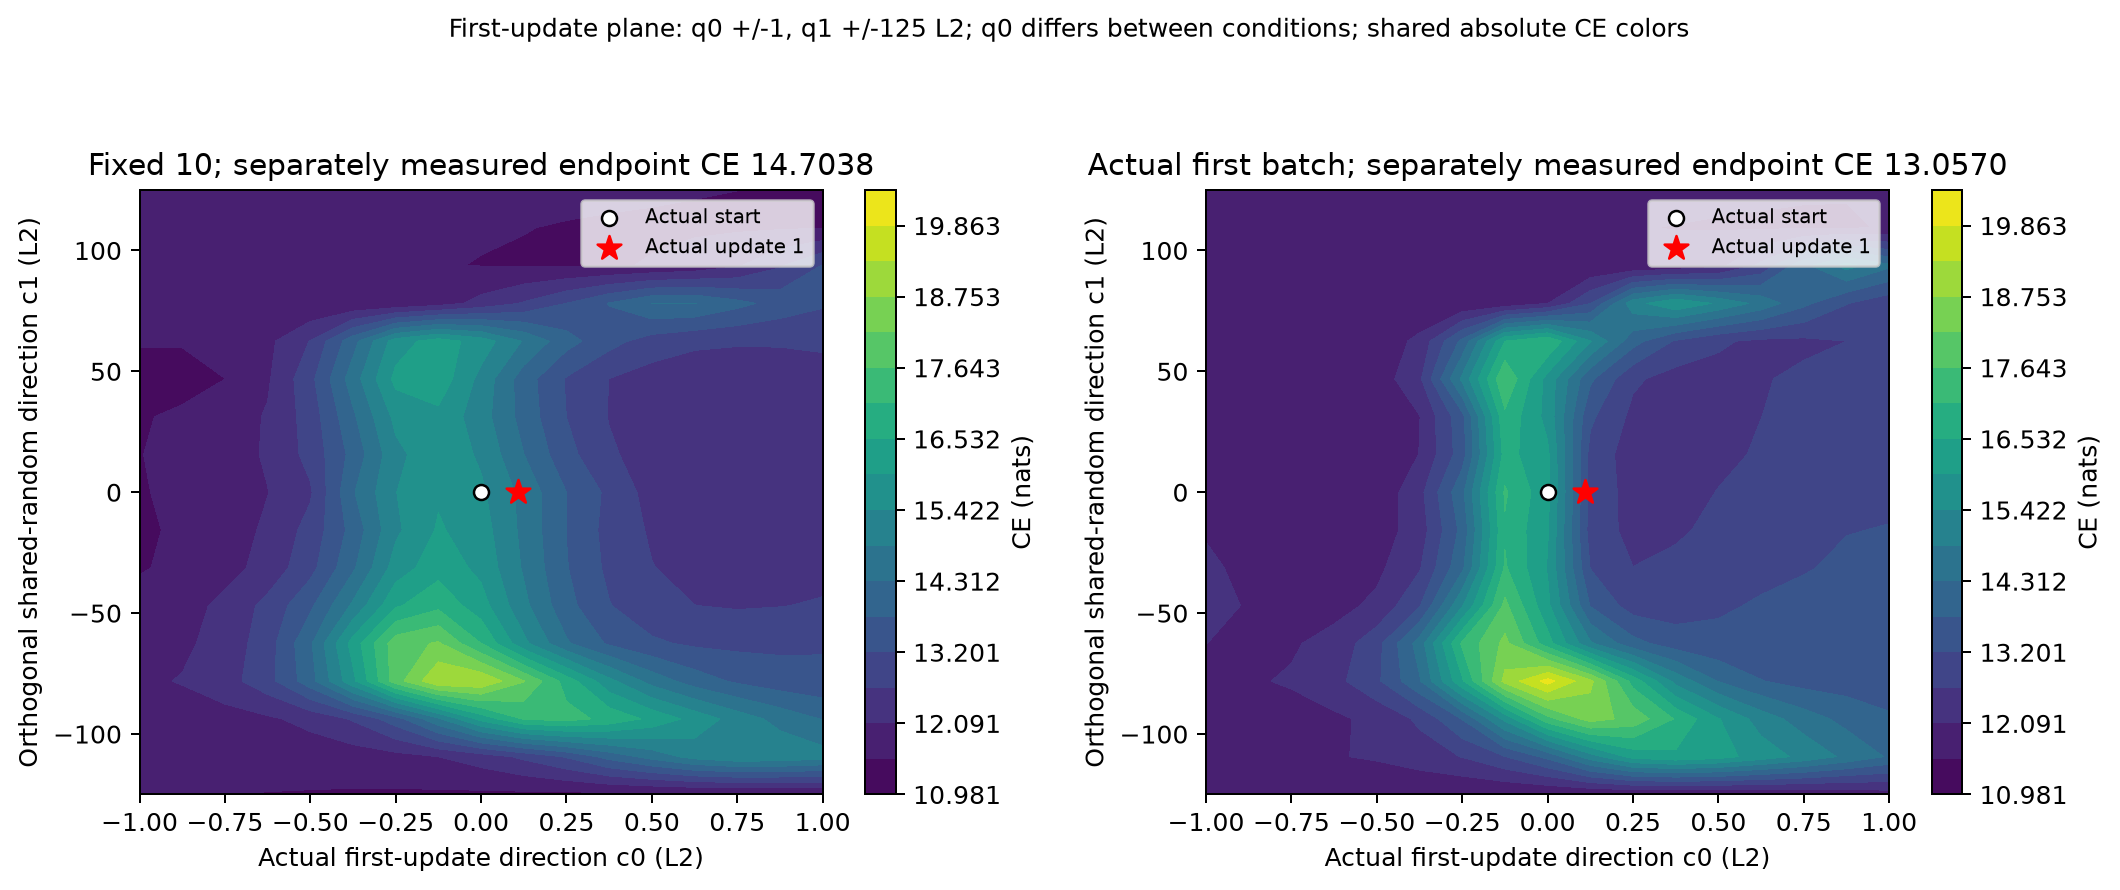 First-update plane: q0 +/-1, q1 +/-125 L2; q0 differs between conditions; shared absolute CE colors
Fixed 10; separately measured endpoint CE 14.7038
Orthogonal shared-random direction c1 (L2)
100
50
0
−50
−100
Actual start
Actual update 1
−1.00 −0.75 −0.50 −0.25 0.00 0.25 0.50 0.75 1.00
Actual first-update direction c0 (L2)
19.863
18.753
17.643
16.532
15.422
14.312
13.201
12.091
10.981
CE (nats)
Actual first batch; separately measured endpoint CE 13.0570
Orthogonal shared-random direction c1 (L2)
100
50
0
−50
−100
Actual start
Actual update 1
−1.00 −0.75 −0.50 −0.25 0.00 0.25 0.50 0.75 1.00
Actual first-update direction c0 (L2)
19.863
18.753
17.643
16.532
15.422
14.312
13.201
12.091
10.981
CE (nats)